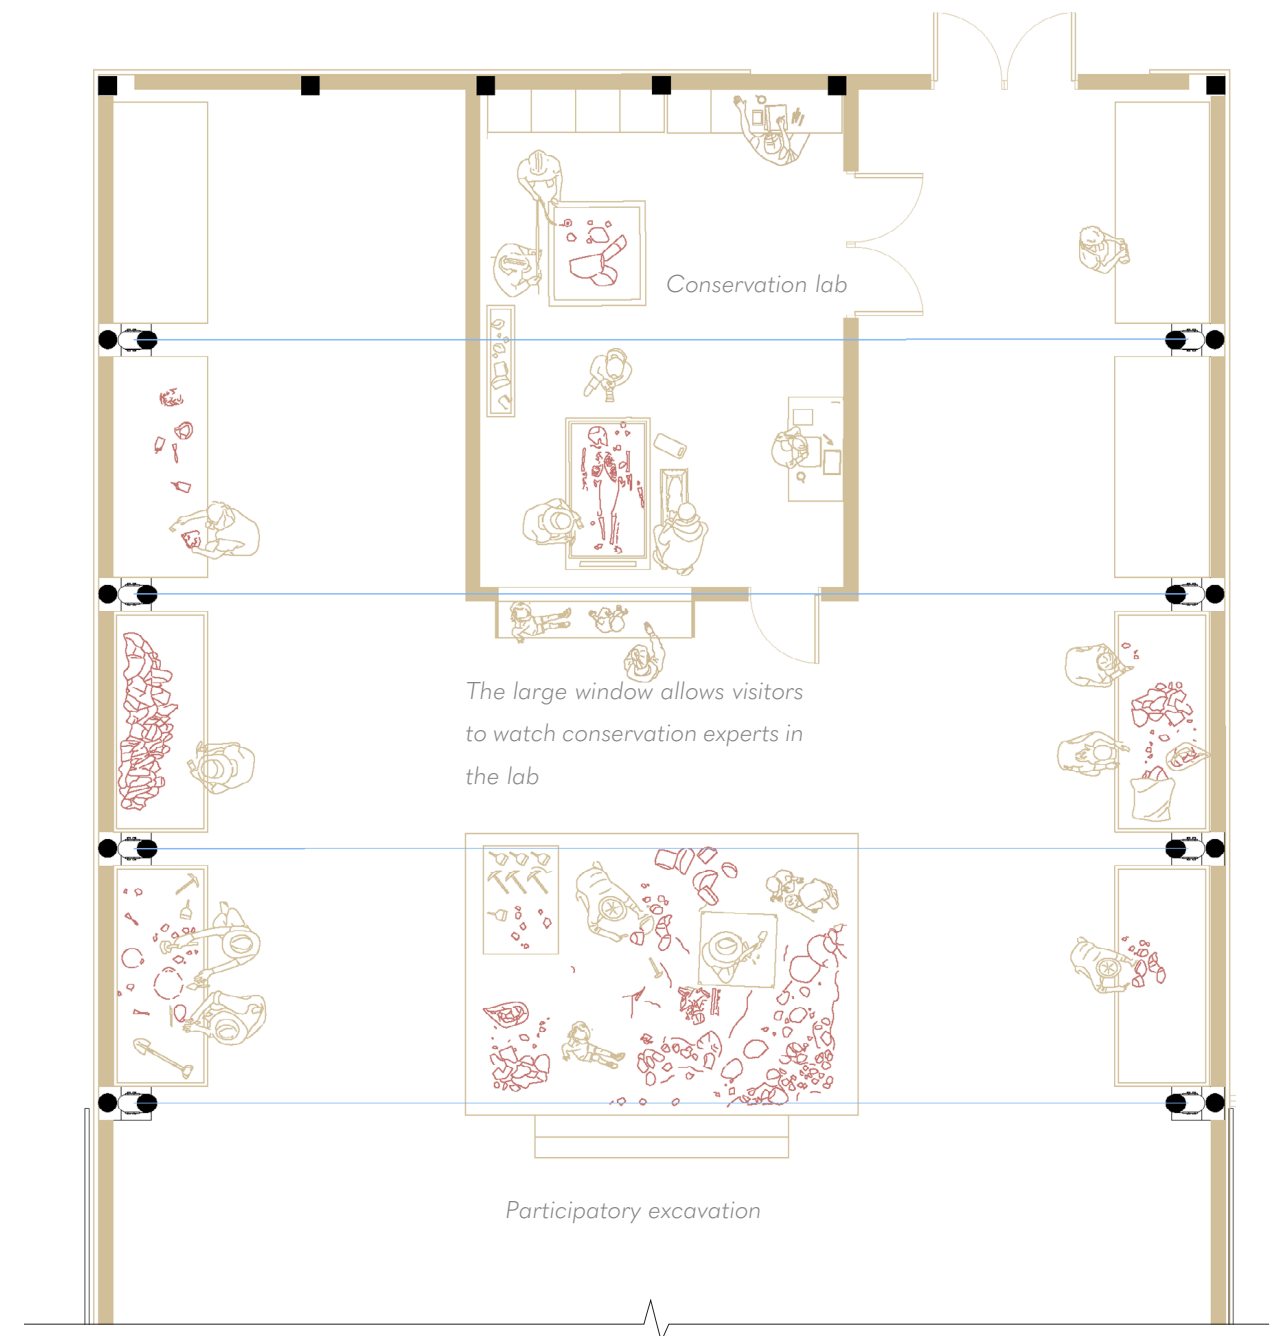 Conservation lab
The large window allows visitors
to watch conservation experts in
the lab
Participatory excavation